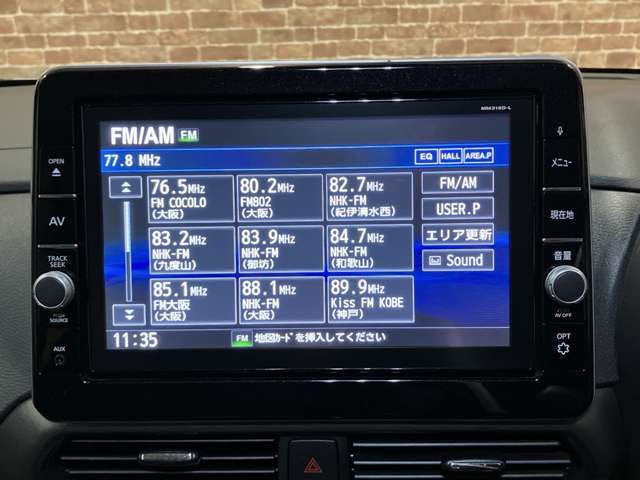 MM316D-L
FM/AM FM
77.8 MHz EQ HALL AREA.P
76.5MHz
FM COCOLO
(大阪)
80.2MHz
FM802
(大阪)
82.7MHz
NHK-FM
(紀伊清水西)
83.2MHz
NHK-FM
(九度山)
83.9MHz
NHK-FM
(御坊)
84.7MHz
NHK-FM
(和歌山)
85.1MHz
FM大阪
(大阪)
88.1MHz
NHK-FM
(大阪)
89.9MHz
Kiss FM KOBE
(神戸)
FM/AM
USER.P
エリア更新
Sound
11:35 FM 地図ｶｰﾄﾞを挿入してください
OPEN
AV
TRACK
SEEK
SOURCE
AUX
メニュー
現在地
音量
AV OFF
OPT